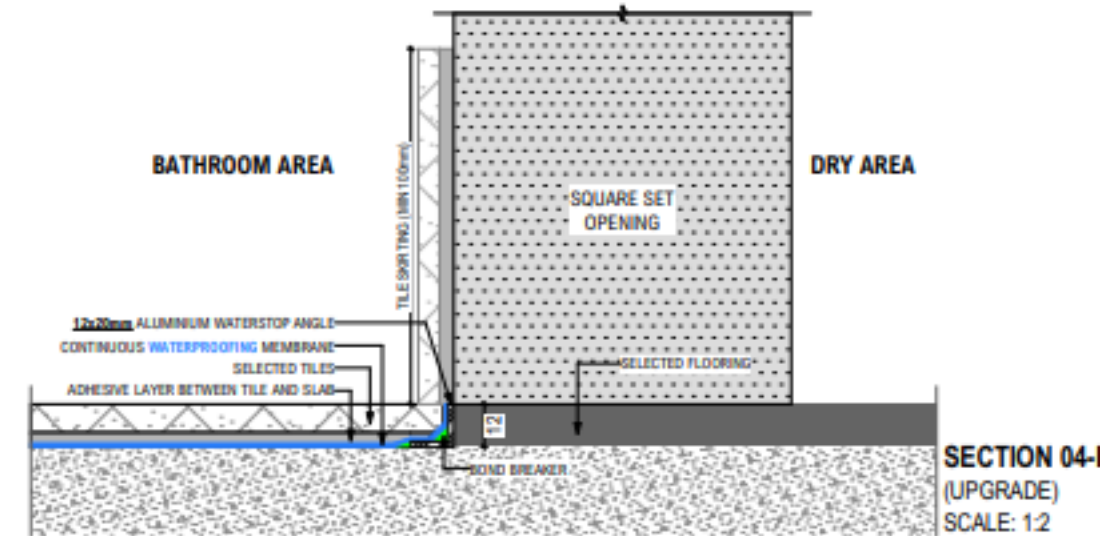 BATHROOM AREA
DRY AREA
TILE SKIRTING (MIN 100mm)
SQUARE SET
OPENING
12x20mm ALUMINIUM WATERSTOP ANGLE
CONTINUOUS WATERPROOFING MEMBRANE
SELECTED TILES
ADHESIVE LAYER BETWEEN TILE AND SLAB
SELECTED FLOORING
12
BOND BREAKER
SECTION 04-
(UPGRADE)
SCALE: 1:2